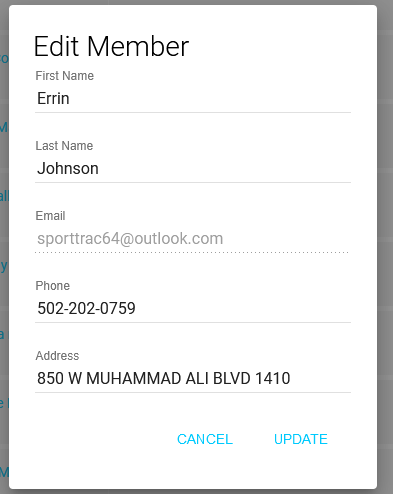 Edit Member
First Name
Errin
Last Name
Johnson
Email
sporttrac64@outlook.com
Phone
502-202-0759
Address
850 W MUHAMMAD ALI BLVD 1410
CANCEL UPDATE